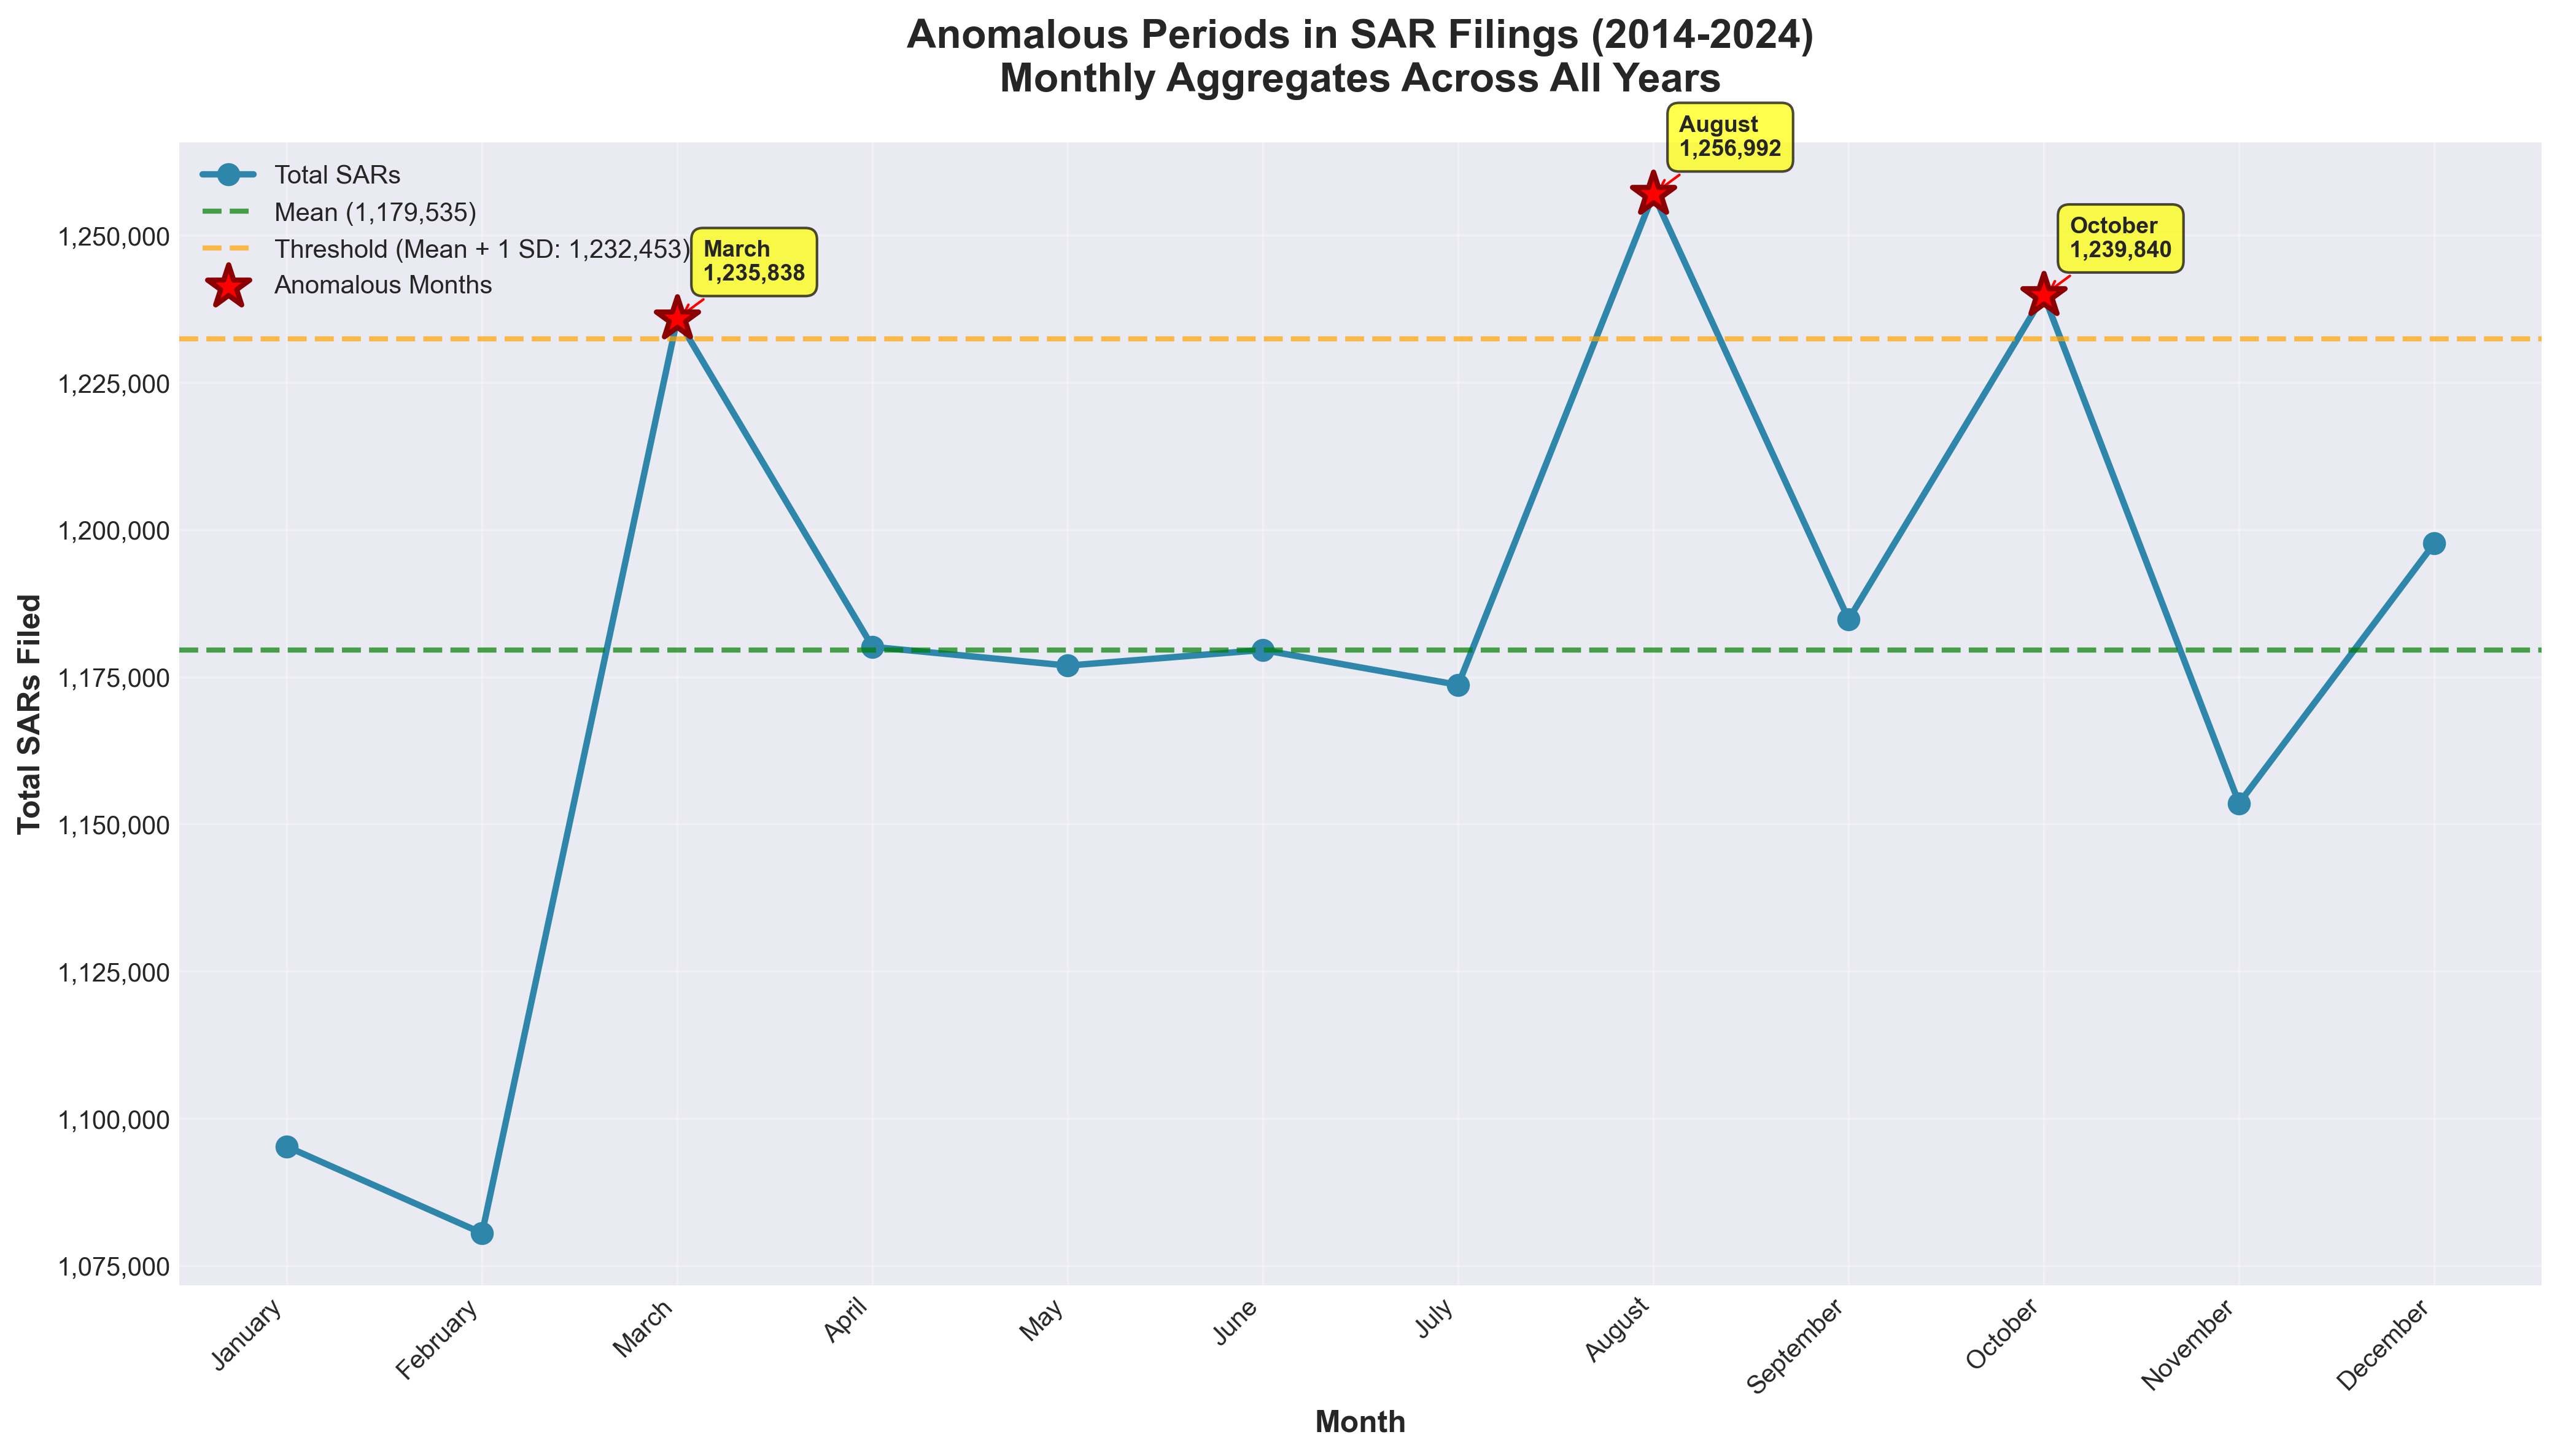 Anomalous Periods in SAR Filings (2014-2024)
Monthly Aggregates Across All Years
Total SARs
Mean (1,179,535)
Threshold (Mean + 1 SD: 1,232,453)
Anomalous Months
March
1,235,838
August
1,256,992
October
1,239,840
Total SARs Filed
1,250,000
1,225,000
1,200,000
1,175,000
1,150,000
1,125,000
1,100,000
1,075,000
January
February
March
April
May
June
July
August
September
October
November
December
Month